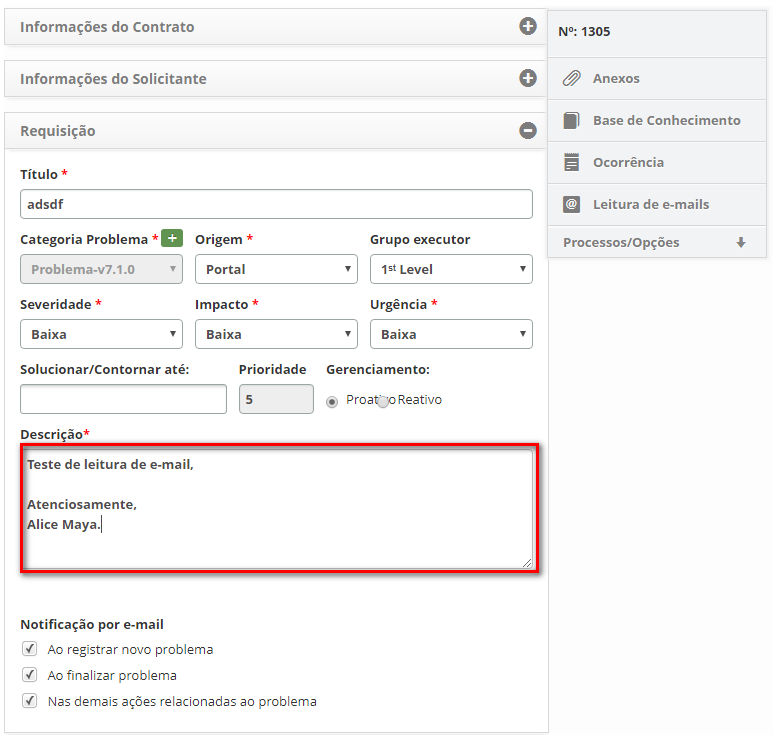 Informações do Contrato
Informações do Solicitante
Requisição
Título *
adsdf
Categoria Problema * + Origem * Grupo executor
Problema-v7.1.0 Portal 1st Level
Severidade * Impacto * Urgência *
Baixa Baixa Baixa
Solucionar/Contornar até: Prioridade Gerenciamento:
5 Proativo Reativo
Descrição*
Teste de leitura de e-mail,
Atenciosamente,
Alice Maya.
Notificação por e-mail
Ao registrar novo problema
Ao finalizar problema
Nas demais ações relacionadas ao problema
Nº: 1305
Anexos
Base de Conhecimento
Ocorrência
@ Leitura de e-mails
Processos/Opções